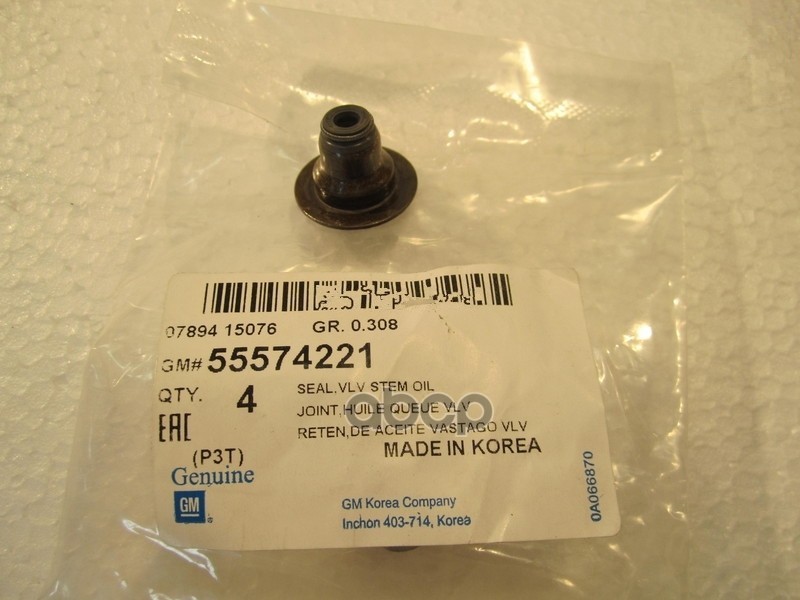 07894 15076 GR. 0.308
GM# 55574221
QTY. 4
SEAL,VLV STEM OIL
JOINT,HUILE QUEUE VLV
RETEN,DE ACEITE VASTAGO VLV
EAC
(P3T)
MADE IN KOREA
Genuine
GM
GM Korea Company
Inchon 403-714, Korea
0A066870
abcp